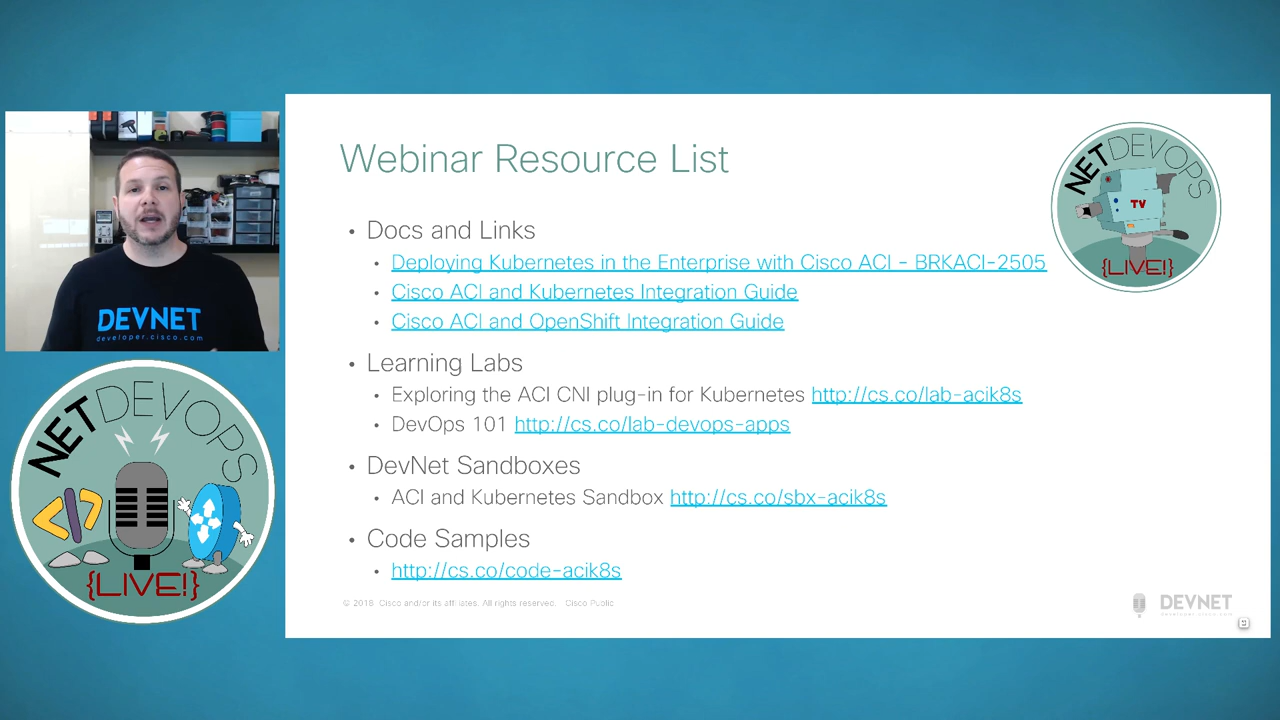 Webinar Resource List
NETDEVOPS
TV
{LIVE!}
• Docs and Links
• Deploying Kubernetes in the Enterprise with Cisco ACI - BRKACI-2505
• Cisco ACI and Kubernetes Integration Guide
• Cisco ACI and OpenShift Integration Guide
• Learning Labs
• Exploring the ACI CNI plug-in for Kubernetes http://cs.co/lab-acik8s
• DevOps 101 http://cs.co/lab-devops-apps
• DevNet Sandboxes
• ACI and Kubernetes Sandbox http://cs.co/sbx-acik8s
• Code Samples
• http://cs.co/code-acik8s
© 2018 Cisco and/or its affiliates. All rights reserved. Cisco Public
DEVNET
developer.cisco.com
DEVNET
developer.cisco.com
NETDEVOPS
</>
{LIVE!}